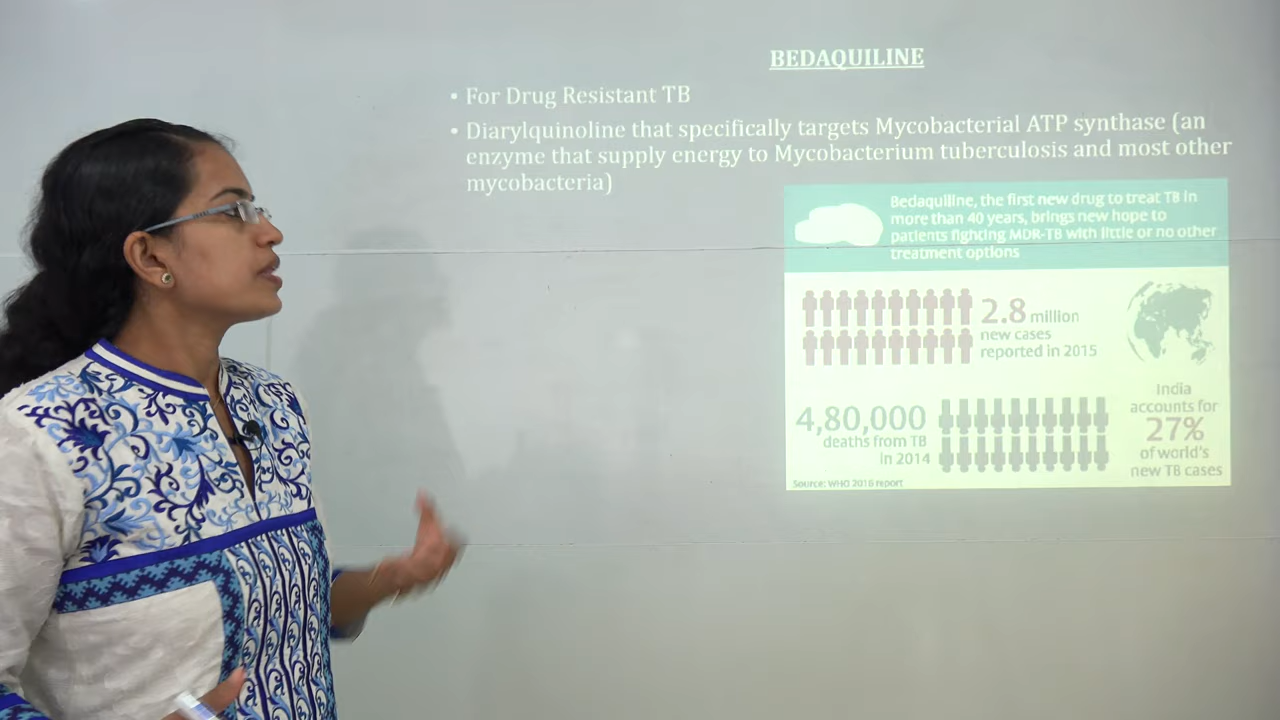 BEDAQUILINE
• For Drug Resistant TB
• Diarylquinoline that specifically targets Mycobacterial ATP synthase (an
enzyme that supply energy to Mycobacterium tuberculosis and most other
mycobacteria)
Bedaquiline, the first new drug to treat TB in
more than 40 years, brings new hope to
patients fighting MDR-TB with little or no other
treatment options
2.8 million
new cases
reported in 2015
4,80,000
deaths from TB
in 2014
India
accounts for
27%
of world's
new TB cases
Source: WHO 2016 report